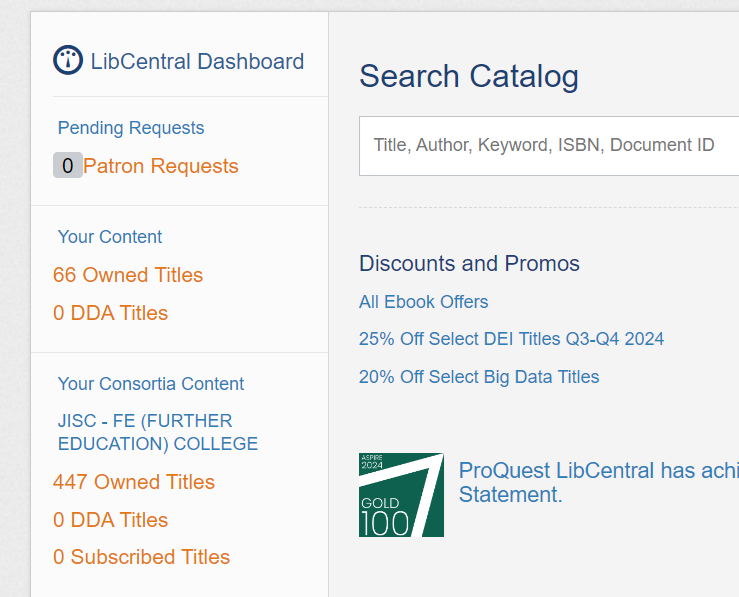 LibCentral Dashboard
Pending Requests
0 Patron Requests
Your Content
66 Owned Titles
0 DDA Titles
Your Consortia Content
JISC - FE (FURTHER
EDUCATION) COLLEGE
447 Owned Titles
0 DDA Titles
0 Subscribed Titles
Search Catalog
Title, Author, Keyword, ISBN, Document ID
Discounts and Promos
All Ebook Offers
25% Off Select DEI Titles Q3-Q4 2024
20% Off Select Big Data Titles
ASPIRE
2024
GOLD
100
ProQuest LibCentral has achi
Statement.